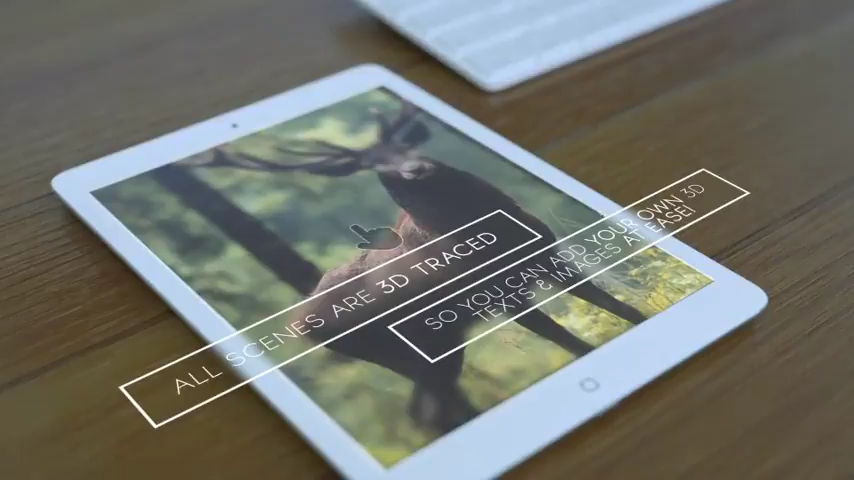 ALL SCENES ARE 3D TRACED
SO YOU CAN ADD YOUR OWN 3D
TEXTS & IMAGES AT EASE!